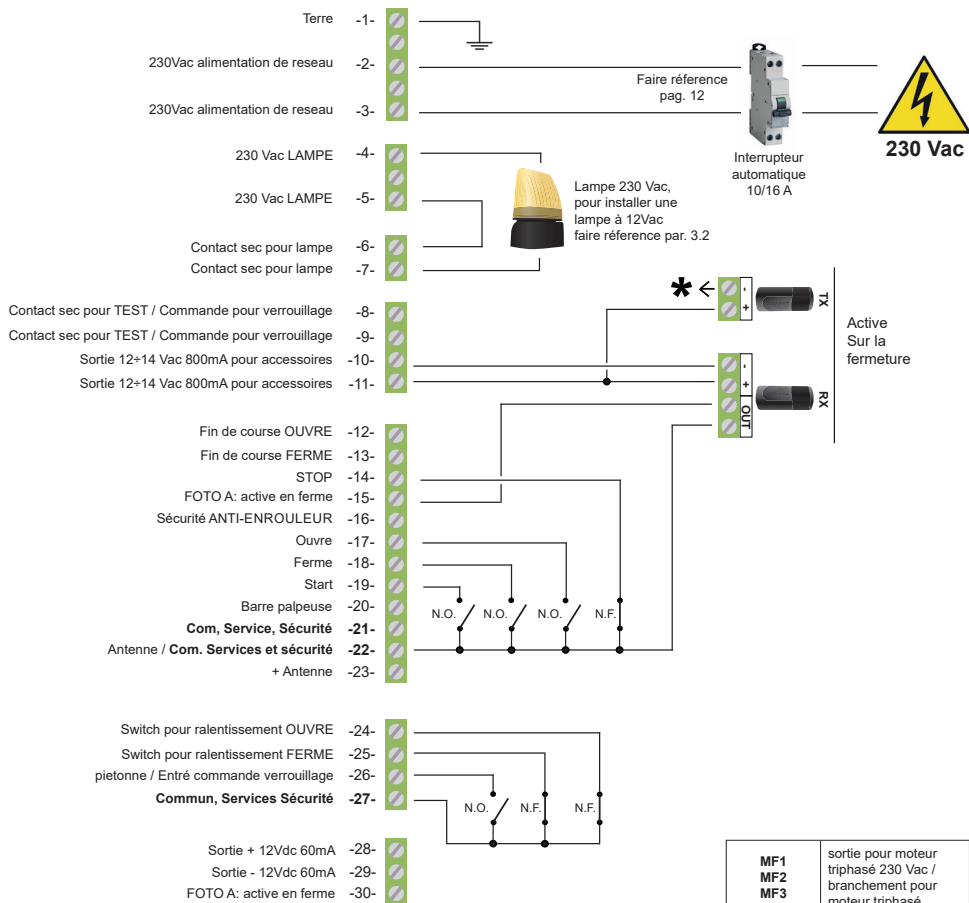 Terre -1-
230Vac alimentation de reseau -2-
230Vac alimentation de reseau -3-
Faire réference
pag. 12
Interrupteur
automatique
10/16 A
230 Vac
230 Vac LAMPE -4-
230 Vac LAMPE -5-
Contact sec pour lampe -6-
Contact sec pour lampe -7-
Lampe 230 Vac,
pour installer une
lampe à 12Vac
faire réference par. 3.2
Contact sec pour TEST / Commande pour verrouillage -8-
Contact sec pour TEST / Commande pour verrouillage -9-
Sortie 12÷14 Vac 800mA pour accessoires -10-
Sortie 12÷14 Vac 800mA pour accessoires -11-
* - + TX
- + OUT RX
Active
Sur la
fermeture
Fin de course OUVRE -12-
Fin de course FERME -13-
STOP -14-
FOTO A: active en ferme -15-
Sécurité ANTI-ENROULEUR -16-
Ouvre -17-
Ferme -18-
Start -19-
Barre palpeuse -20-
Com, Service, Sécurité -21-
Antenne / Com. Services et sécurité -22-
+ Antenne -23-
N.O. N.O. N.O. N.F.
Switch pour ralentissement OUVRE -24-
Switch pour ralentissement FERME -25-
pietonne / Entré commande verrouillage -26-
Commun, Services Sécurité -27-
N.O. N.F. N.F.
Sortie + 12Vdc 60mA -28-
Sortie - 12Vdc 60mA -29-
FOTO A: active en ferme -30-
MF1
MF2
MF3
sortie pour moteur
triphasé 230 Vac /
branchement pour
moteur triphasé